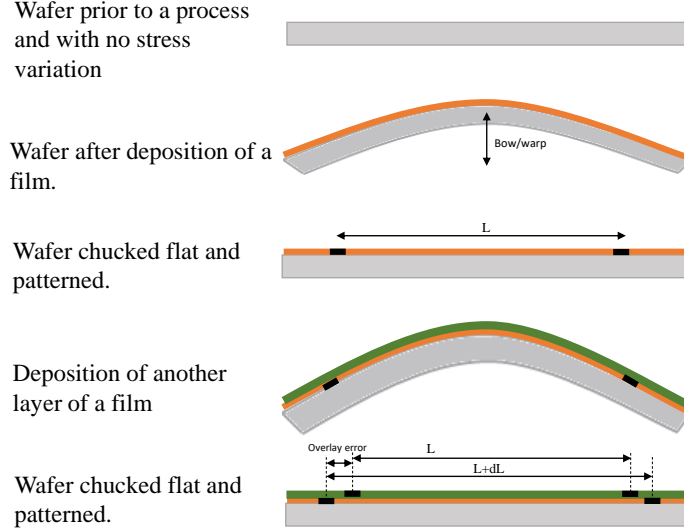 Wafer prior to a process
and with no stress
variation
Wafer after deposition of a
film.
Bow/warp
L
Wafer chucked flat and
patterned.
Deposition of another
layer of a film
Overlay error
L
L+dL
Wafer chucked flat and
patterned.